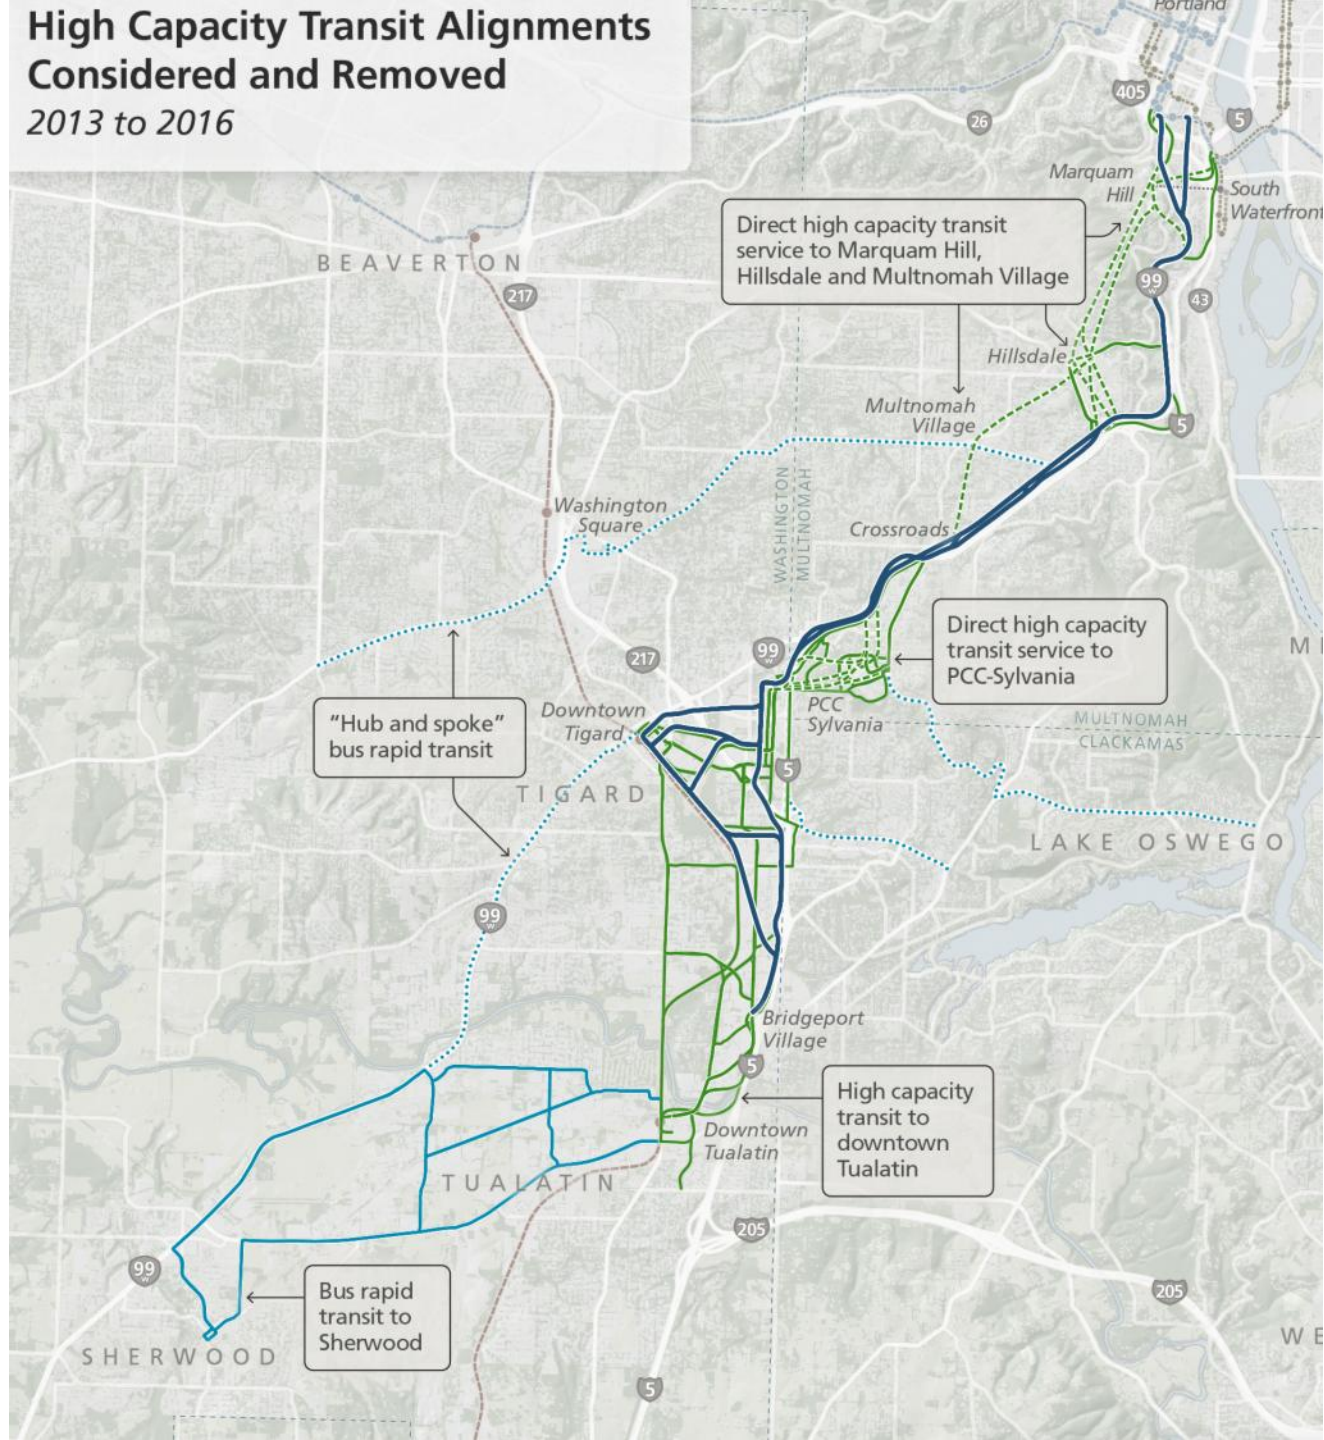 High Capacity Transit Alignments
Considered and Removed
2013 to 2016
Portland
405
26
5
Marquam
Hill
South
Waterfront
Direct high capacity transit
service to Marquam Hill,
Hillsdale and Multnomah Village
BEAVERTON
217
99
W
43
Hillsdale
Multnomah
Village
5
WASHINGTON
MULTNOMAH
Washington
Square
Crossroads
Direct high capacity
transit service to
PCC-Sylvania
217
99
W
"Hub and spoke"
bus rapid transit
Downtown
Tigard
PCC
Sylvania
MULTNOMAH
CLACKAMAS
5
TIGARD
LAKE OSWEGO
99
W
Bridgeport
Village
5
High capacity
transit to
downtown
Tualatin
Downtown
Tualatin
TUALATIN
205
99
W
205
Bus rapid
transit to
Sherwood
SHERWOOD
WE
5